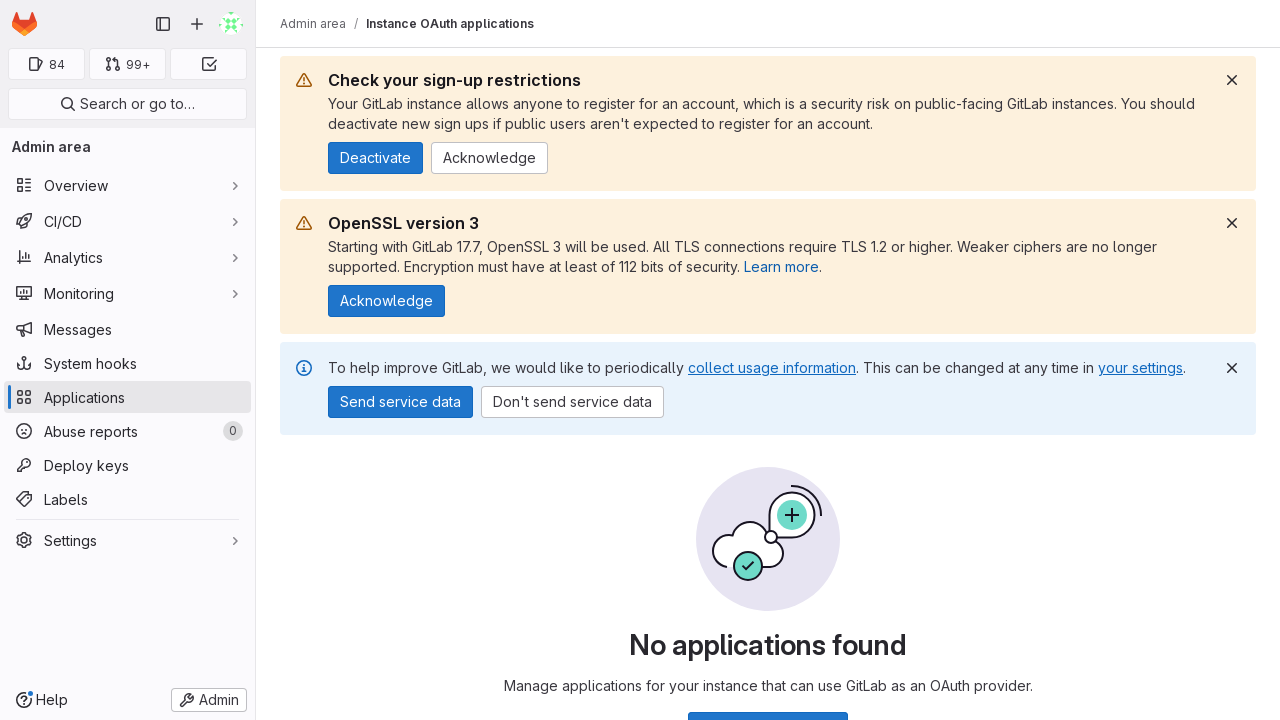 Admin area / Instance OAuth applications
84
99+
Search or go to…
Admin area
Overview
CI/CD
Analytics
Monitoring
Messages
System hooks
Applications
Abuse reports 0
Deploy keys
Labels
Settings
Help
Admin
Check your sign-up restrictions
Your GitLab instance allows anyone to register for an account, which is a security risk on public-facing GitLab instances. You should
deactivate new sign ups if public users aren't expected to register for an account.
Deactivate
Acknowledge
OpenSSL version 3
Starting with GitLab 17.7, OpenSSL 3 will be used. All TLS connections require TLS 1.2 or higher. Weaker ciphers are no longer
supported. Encryption must have at least of 112 bits of security. Learn more.
Acknowledge
To help improve GitLab, we would like to periodically collect usage information. This can be changed at any time in your settings.
Send service data
Don't send service data
No applications found
Manage applications for your instance that can use GitLab as an OAuth provider.